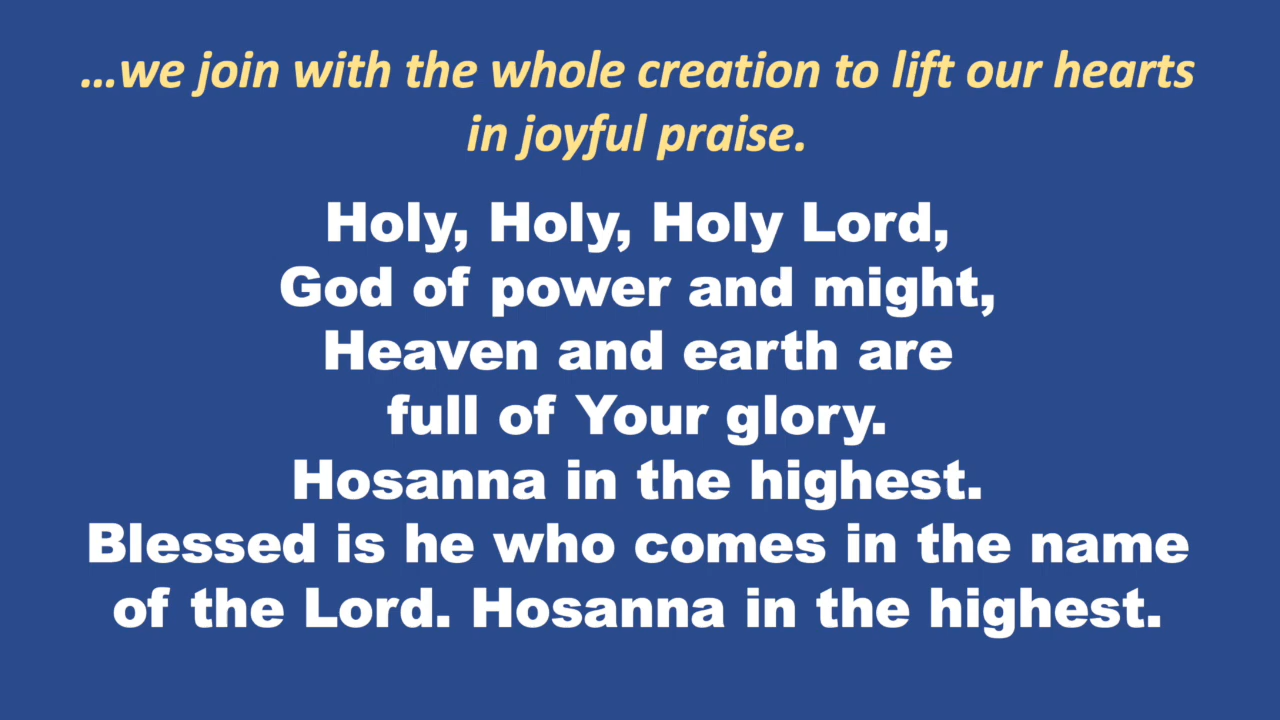 …we join with the whole creation to lift our hearts
in joyful praise.
Holy, Holy, Holy Lord,
God of power and might,
Heaven and earth are
full of Your glory.
Hosanna in the highest.
Blessed is he who comes in the name
of the Lord. Hosanna in the highest.